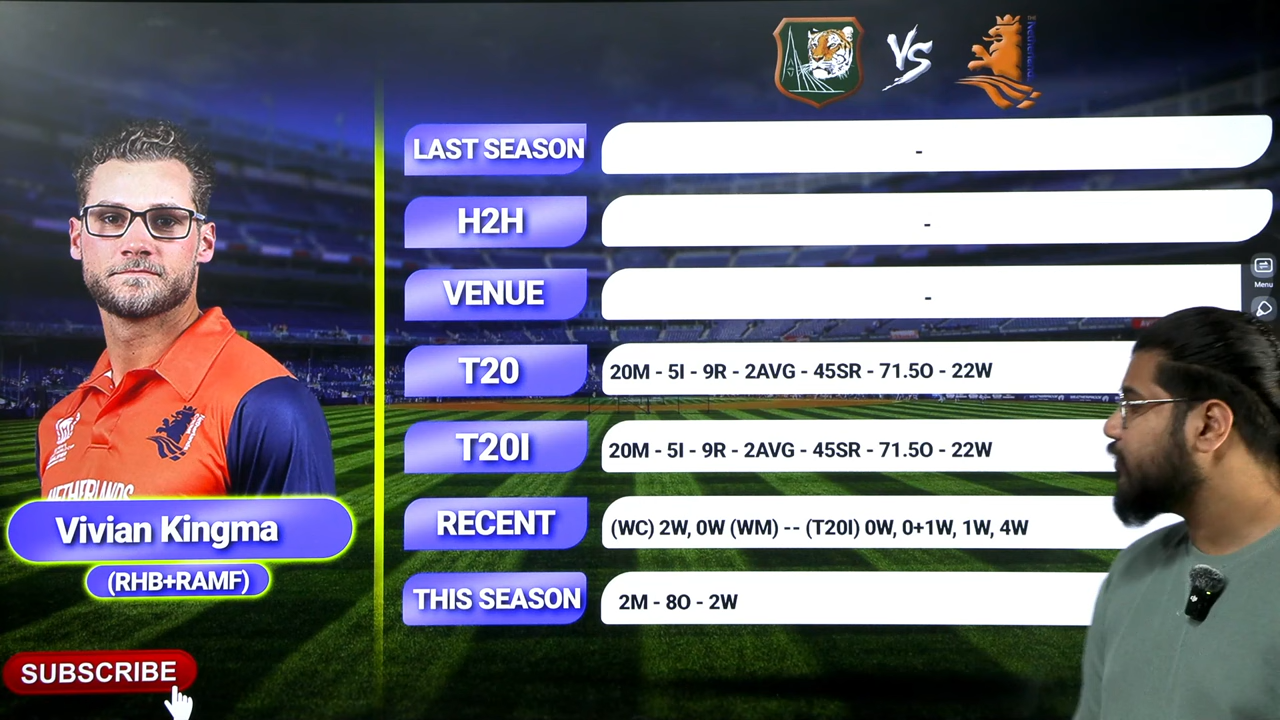 VS
THE
LAST SEASON
-
H2H
-
VENUE
-
Menu
T20
20M - 5I - 9R - 2AVG - 45SR - 71.5O - 22W
T20I
20M - 5I - 9R - 2AVG - 45SR - 71.5O - 22W
NETHERLANDS
Vivian Kingma
(RHB+RAMF)
RECENT
(WC) 2W, 0W (WM) -- (T20I) 0W, 0+1W, 1W, 4W
THIS SEASON
2M - 8O - 2W
SUBSCRIBE